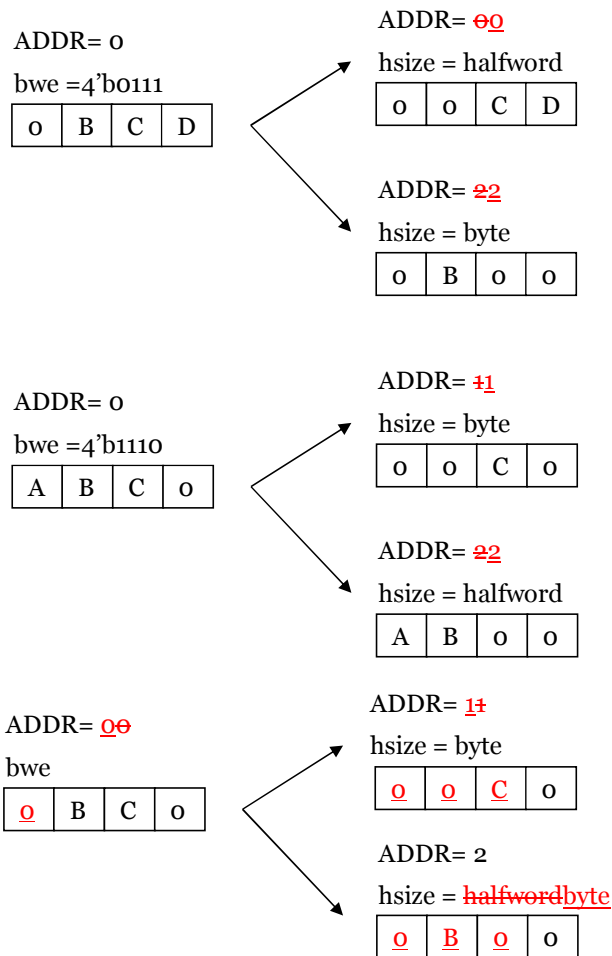 ADDR= 0
bwe =4'b0111
0 B C D
ADDR= 00
hsize = halfword
0 0 C D
ADDR= 22
hsize = byte
0 B 0 0
ADDR= 0
bwe =4'b1110
A B C 0
ADDR= 11
hsize = byte
0 0 C 0
ADDR= 22
hsize = halfword
A B 0 0
ADDR= 00
bwe
0 B C 0
ADDR= 11
hsize = byte
0 0 C 0
ADDR= 2
hsize = halfwordbyte
0 B 0 0